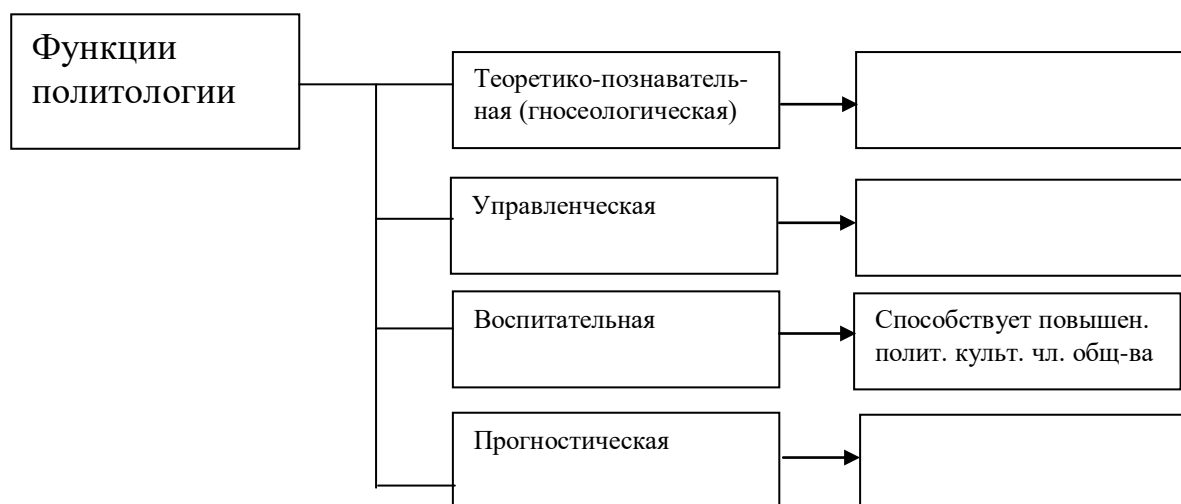 Функции
политологии
Теоретико-познаватель-
ная (гносеологическая)
Управленческая
Воспитательная
Способствует повышен.
полит. культ. чл. общ-ва
Прогностическая